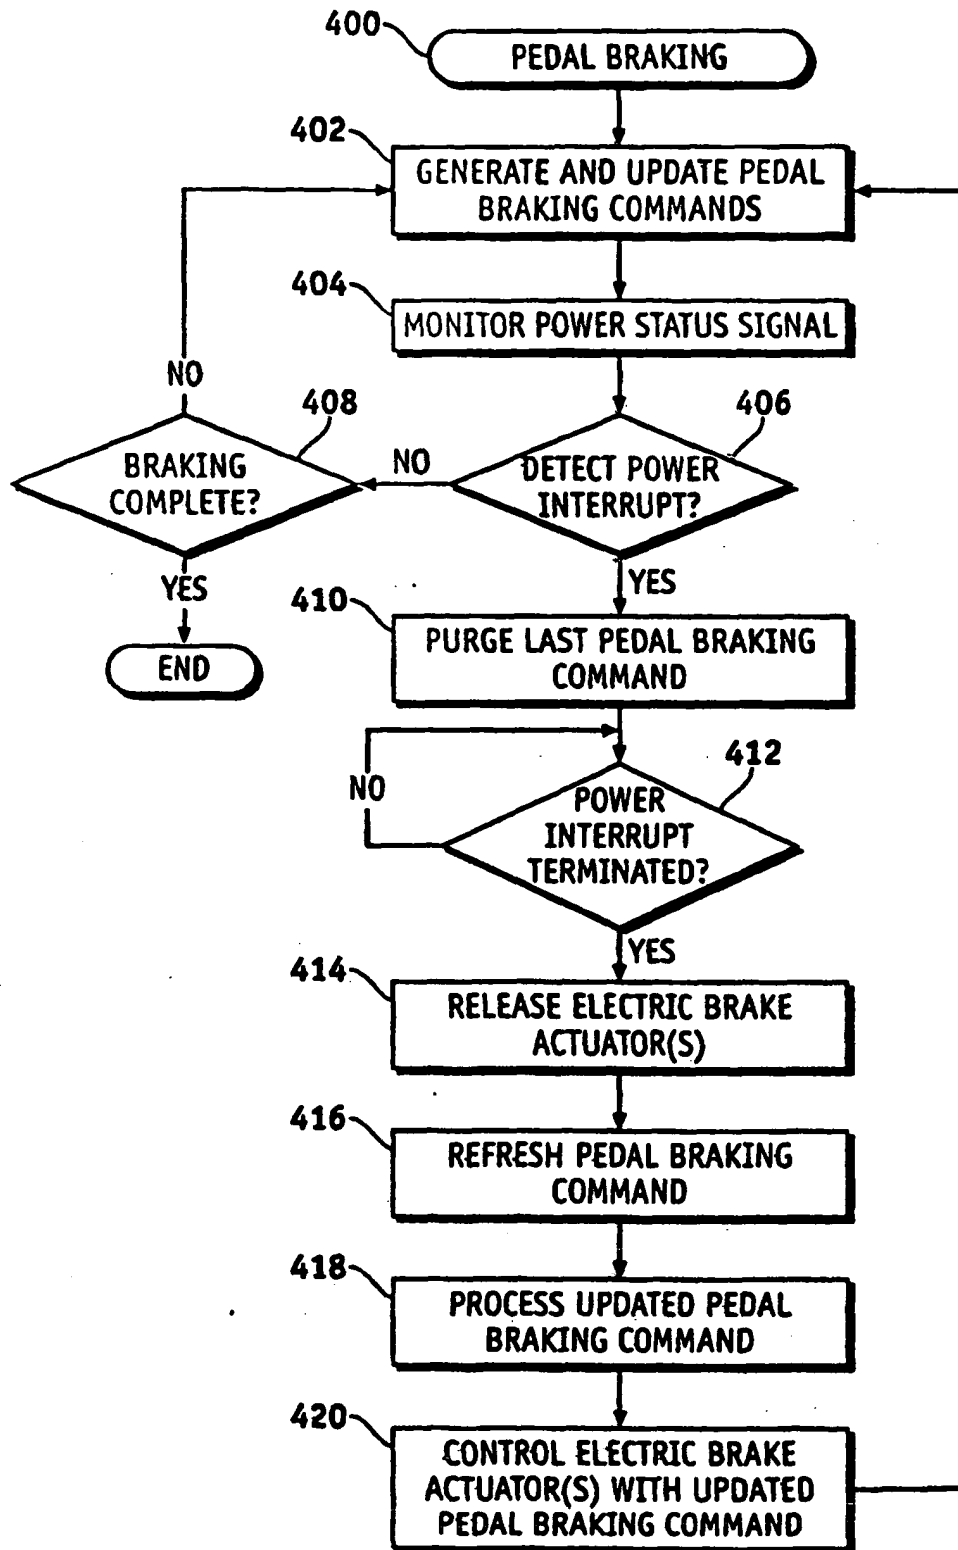 400
PEDAL BRAKING
402
GENERATE AND UPDATE PEDAL
BRAKING COMMANDS
404
MONITOR POWER STATUS SIGNAL
NO
408
406
BRAKING
COMPLETE?
NO
DETECT POWER
INTERRUPT?
YES
YES
410
PURGE LAST PEDAL BRAKING
COMMAND
END
412
NO
POWER
INTERRUPT
TERMINATED?
YES
414
RELEASE ELECTRIC BRAKE
ACTUATOR(S)
416
REFRESH PEDAL BRAKING
COMMAND
418
PROCESS UPDATED PEDAL
BRAKING COMMAND
420
CONTROL ELECTRIC BRAKE
ACTUATOR(S) WITH UPDATED
PEDAL BRAKING COMMAND